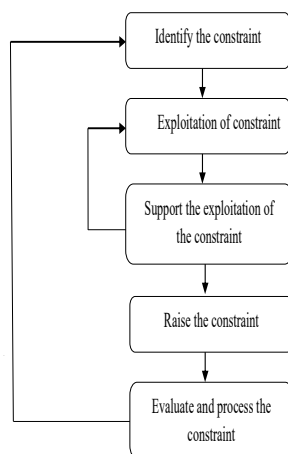 Identify the constraint
Exploitation of constraint
Support the exploitation of
the constraint
Raise the constraint
Evaluate and process the
constraint